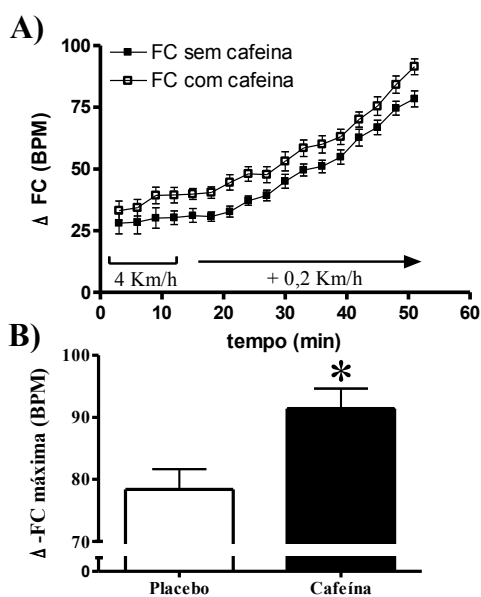 A)
100
75
50
25
0
Δ FC (BPM)
FC sem cafeina
FC com cafeina
4 Km/h
+ 0,2 Km/h
0 10 20 30 40 50 60
tempo (min)
B)
100
90
80
70
0
Δ -FC máxima (BPM)
*
Placebo Cafeína